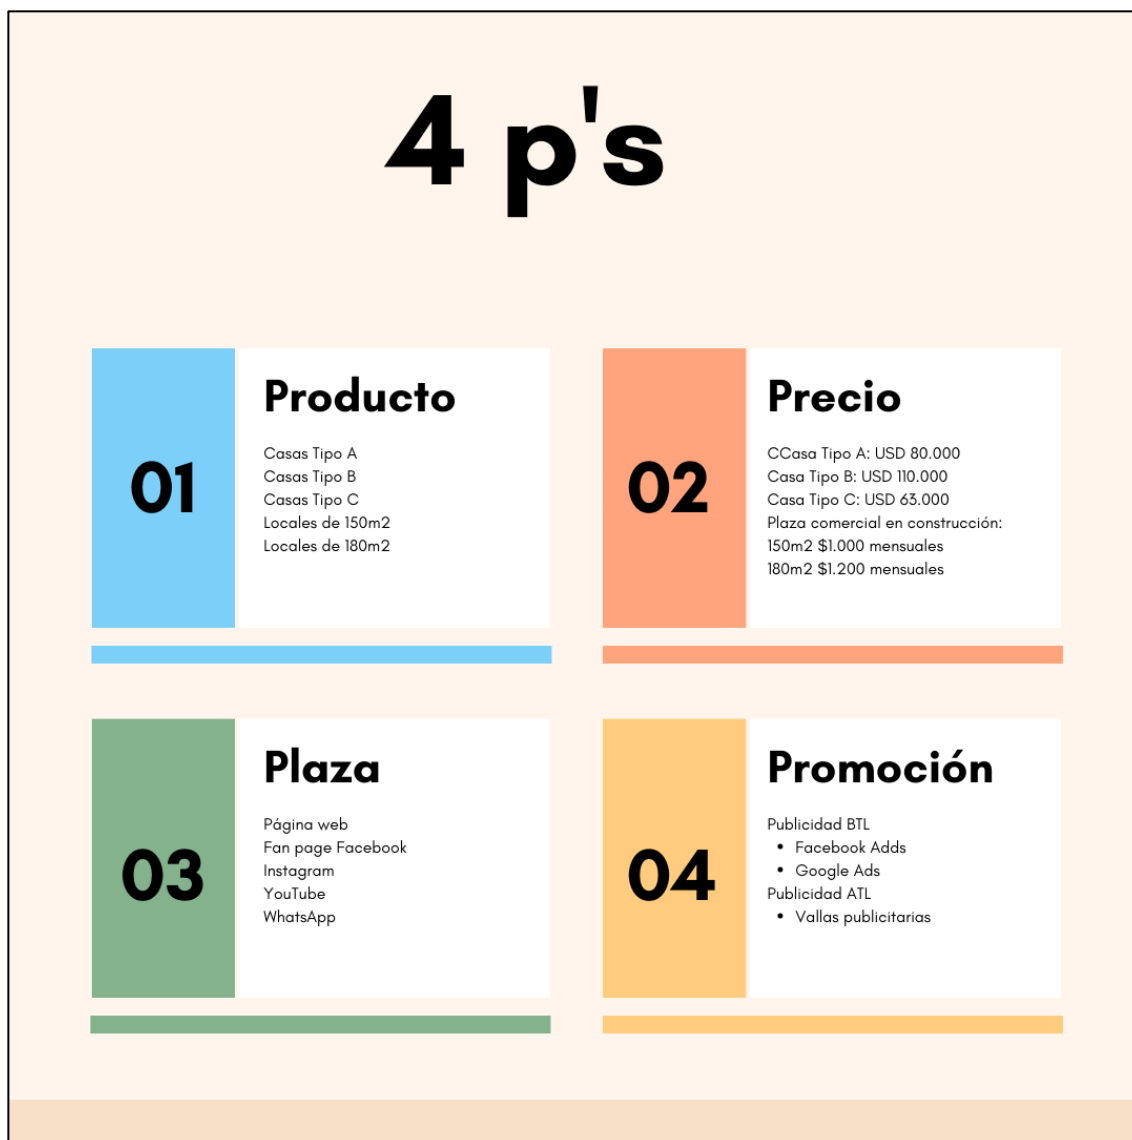 4 p's
01
Producto
Casas Tipo A
Casas Tipo B
Casas Tipo C
Locales de 150m2
Locales de 180m2
02
Precio
CCasa Tipo A: USD 80.000
Casa Tipo B: USD 110.000
Casa Tipo C: USD 63.000
Plaza comercial en construcción:
150m2 $1.000 mensuales
180m2 $1.200 mensuales
03
Plaza
Página web
Fan page Facebook
Instagram
YouTube
WhatsApp
04
Promoción
Publicidad BTL
• Facebook Adds
• Google Ads
Publicidad ATL
• Vallas publicitarias